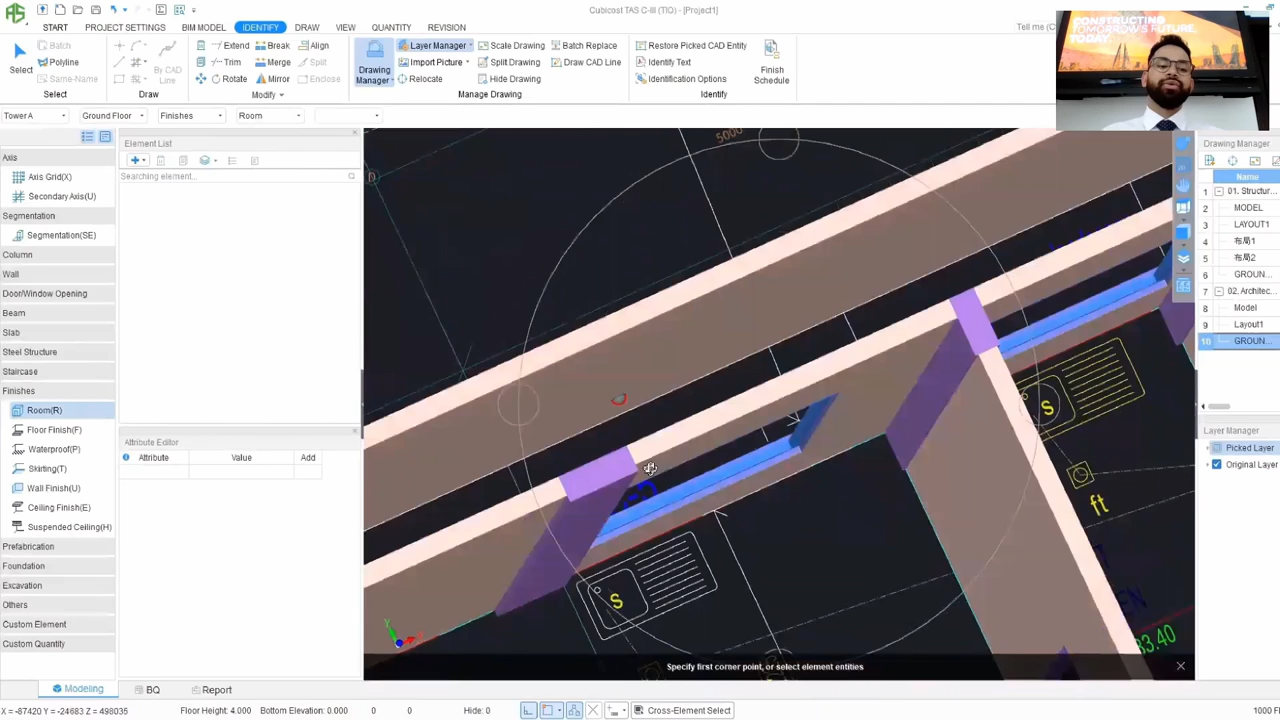 Cubicost TAS C-III (TIO) - [Project1]
START PROJECT SETTINGS BIM MODEL IDENTIFY DRAW VIEW QUANTITY REVISION
Tell me
CONSTRUCTING
TOMORROW'S FUTURE.
TODAY.
Batch
Polyline
Same-Name
Select
Select
By CAD
Line
Draw
Extend Break Align
Trim Merge Enclose
Rotate Mirror
Modify
Drawing
Manager
Layer Manager
Import Picture
Relocate
Scale Drawing
Split Drawing
Hide Drawing
Batch Replace
Draw CAD Line
Manage Drawing
Restore Picked CAD Entity
Identify Text
Identification Options
Finish
Schedule
Identify
Tower A Ground Floor Finishes Room
Axis
Axis Grid(X)
Secondary Axis(U)
Segmentation
Segmentation(SE)
Column
Wall
Door/Window Opening
Beam
Slab
Steel Structure
Staircase
Finishes
Room(R)
Floor Finish(F)
Waterproof(P)
Skirting(T)
Wall Finish(U)
Ceiling Finish(E)
Suspended Ceiling(H)
Prefabrication
Foundation
Excavation
Others
Custom Element
Custom Quantity
Element List
Searching element...
Attribute Editor
Attribute Value Add
5000
D
S
S
ft
EN
33.40
Y
Specify first corner point, or select element entities
Drawing Manager
Name
1 01. Structur...
2 MODEL
3 LAYOUT1
4 布局1
5 布局2
6 GROUN...
7 02. Architec...
8 Model
9 Layout1
10 GROUN...
Layer Manager
Picked Layer
Original Layer
Modeling BQ Report
X = -87420 Y = -24683 Z = 498035 Floor Height: 4.000 Bottom Elevation: 0.000 0 0 Hide: 0 Cross-Element Select 1000 F